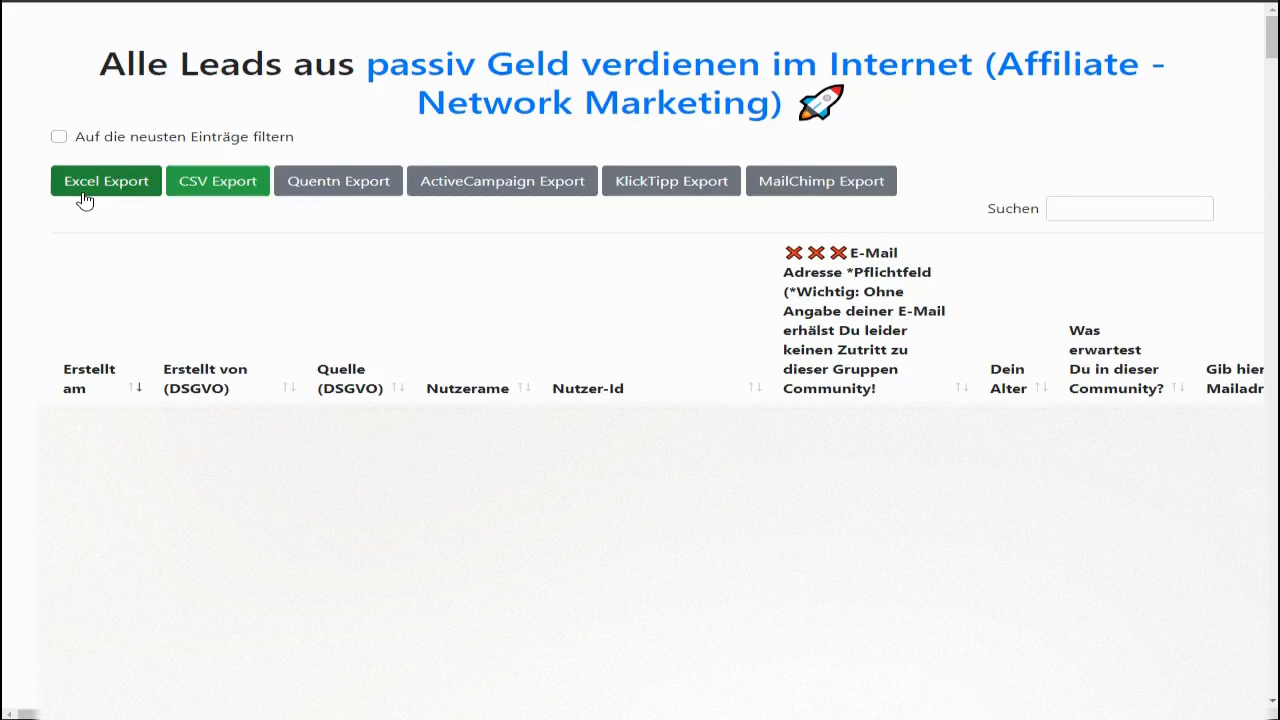 Alle Leads aus passiv Geld verdienen im Internet (Affiliate -
Network Marketing) 🚀
Auf die neusten Einträge filtern
Excel Export CSV Export Quentn Export ActiveCampaign Export KlickTipp Export MailChimp Export
Suchen
Erstellt
am
Erstellt von
(DSGVO)
Quelle
(DSGVO)
Nutzerame
Nutzer-Id
❌ ❌ ❌ E-Mail
Adresse *Pflichtfeld
(*Wichtig: Ohne
Angabe deiner E-Mail
erhälst Du leider
keinen Zutritt zu
dieser Gruppen
Community!
Dein
Alter
Was
erwartest
Du in dieser
Community?
Gib hier
Mailadr